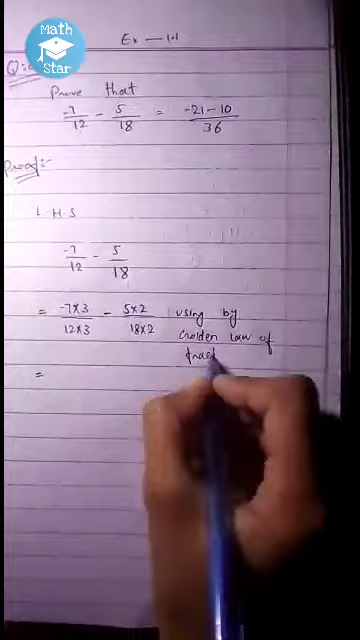 Math
Star
Ex — 1.1
Prove that
-7/12 - 5/18 = -21-10/36
Proof:-
L.H.S
-7/12 - 5/18
= -7×3/12×3 - 5×2/18×2 using by
Golden law of
frac
=